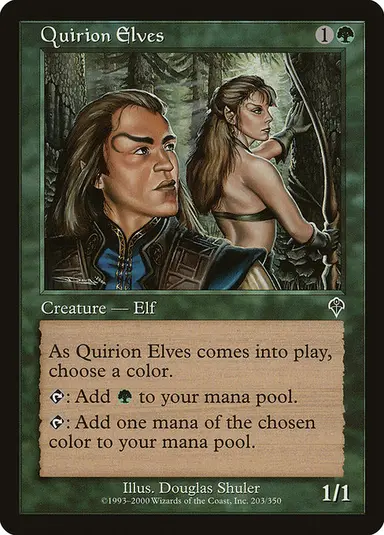 Quirion Elves 1
Creature — Elf
As Quirion Elves comes into play,
choose a color.
: Add to your mana pool.
: Add one mana of the chosen
color to your mana pool.
Illus. Douglas Shuler
©1993–2000 Wizards of the Coast, Inc. 203/350
1/1